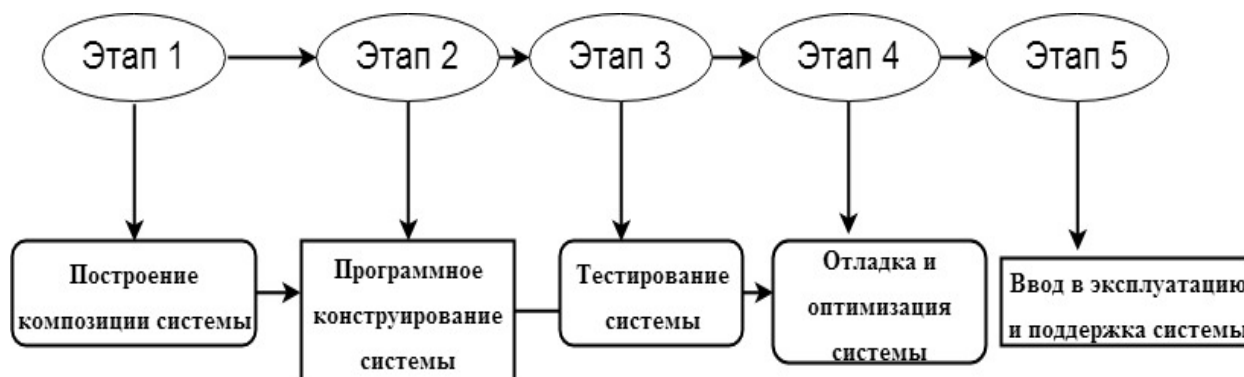 Этап 1
Этап 2
Этап 3
Этап 4
Этап 5
Построение
композиции системы
Программное
конструирование
системы
Тестирование
системы
Отладка и
оптимизация
системы
Ввод в эксплуатацию
и поддержка системы